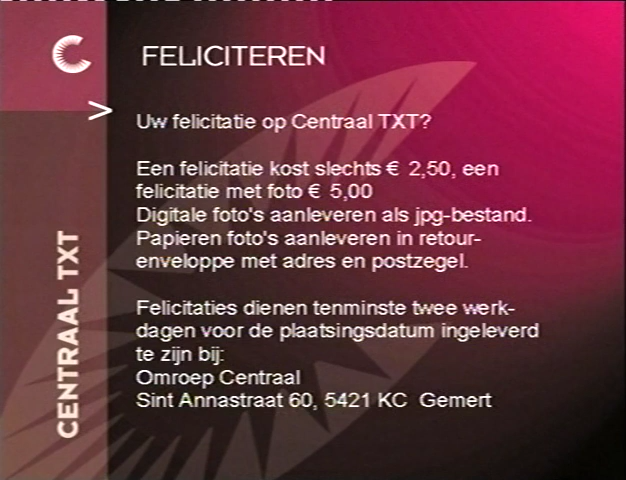 FELICITEREN
>
Uw felicitatie op Centraal TXT?
Een felicitatie kost slechts € 2,50, een
felicitatie met foto € 5,00
Digitale foto's aanleveren als jpg-bestand.
Papieren foto's aanleveren in retour-
enveloppe met adres en postzegel.
Felicitaties dienen tenminste twee werk-
dagen voor de plaatsingsdatum ingeleverd
te zijn bij:
Omroep Centraal
Sint Annastraat 60, 5421 KC Gemert
CENTRAAL TXT